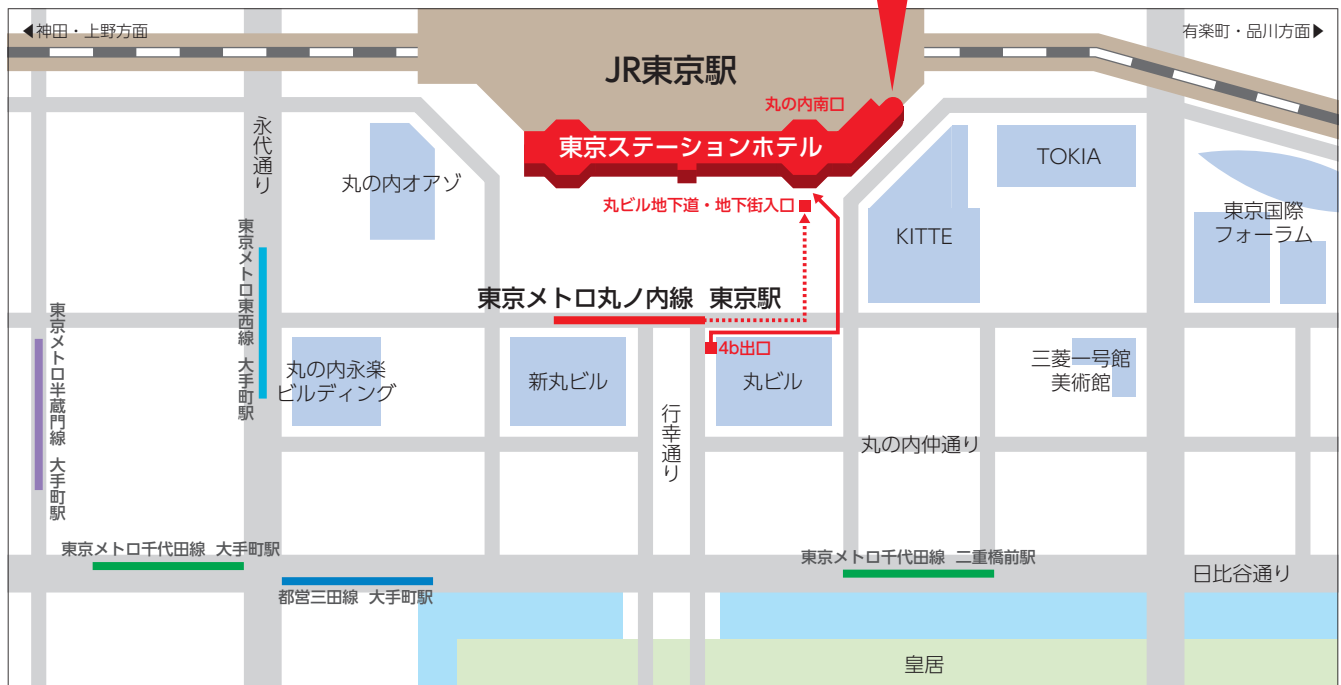 ◀神田・上野方面
有楽町・品川方面▶
JR東京駅
丸の内南口
東京ステーションホテル
永代通り
丸の内オアゾ
TOKIA
丸ビル地下道・地下街入口
KITTE
東京国際
フォーラム
東京メトロ東西線 大手町駅
東京メトロ丸ノ内線 東京駅
東京メトロ半蔵門線 大手町駅
4b出口
丸の内永楽
ビルディング
新丸ビル
丸ビル
三菱一号館
美術館
行幸通り
丸の内仲通り
東京メトロ千代田線 大手町駅
東京メトロ千代田線 二重橋前駅
日比谷通り
都営三田線 大手町駅
皇居